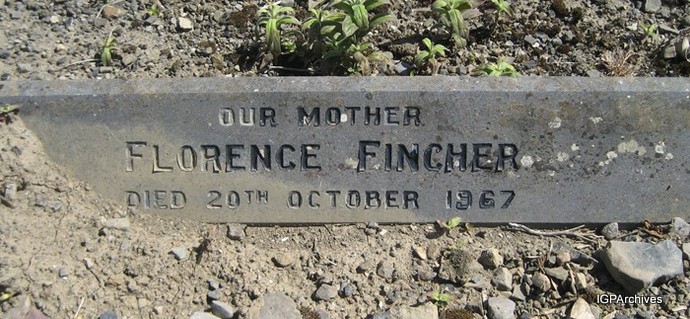 OUR MOTHER
FLORENCE FINCHER
DIED 20TH OCTOBER 1967
IGPArchives